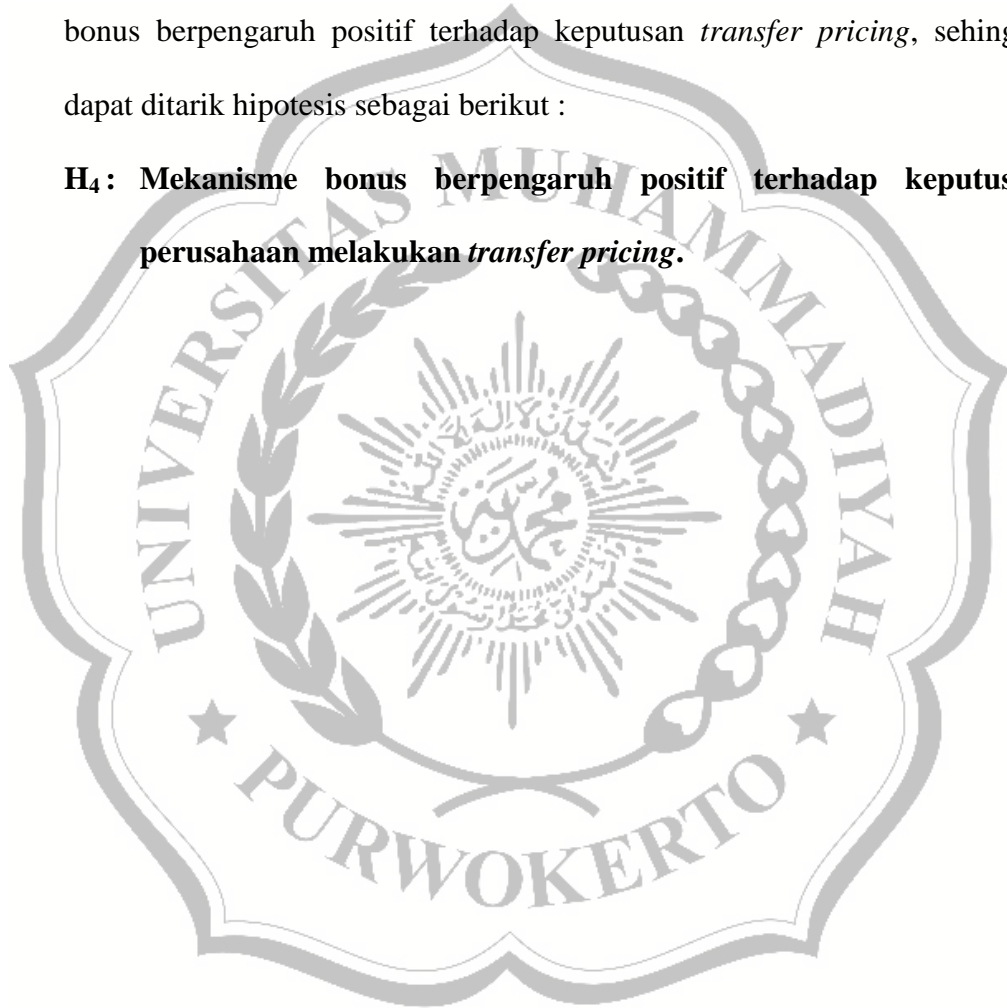 bonus berpengaruh positif terhadap keputusan transfer pricing, sehing
dapat ditarik hipotesis sebagai berikut :
H4 : Mekanisme bonus berpengaruh positif terhadap keputus
perusahaan melakukan transfer pricing.
UNIVERSITAS MUHAMMADIYAH
PURWOKERTO